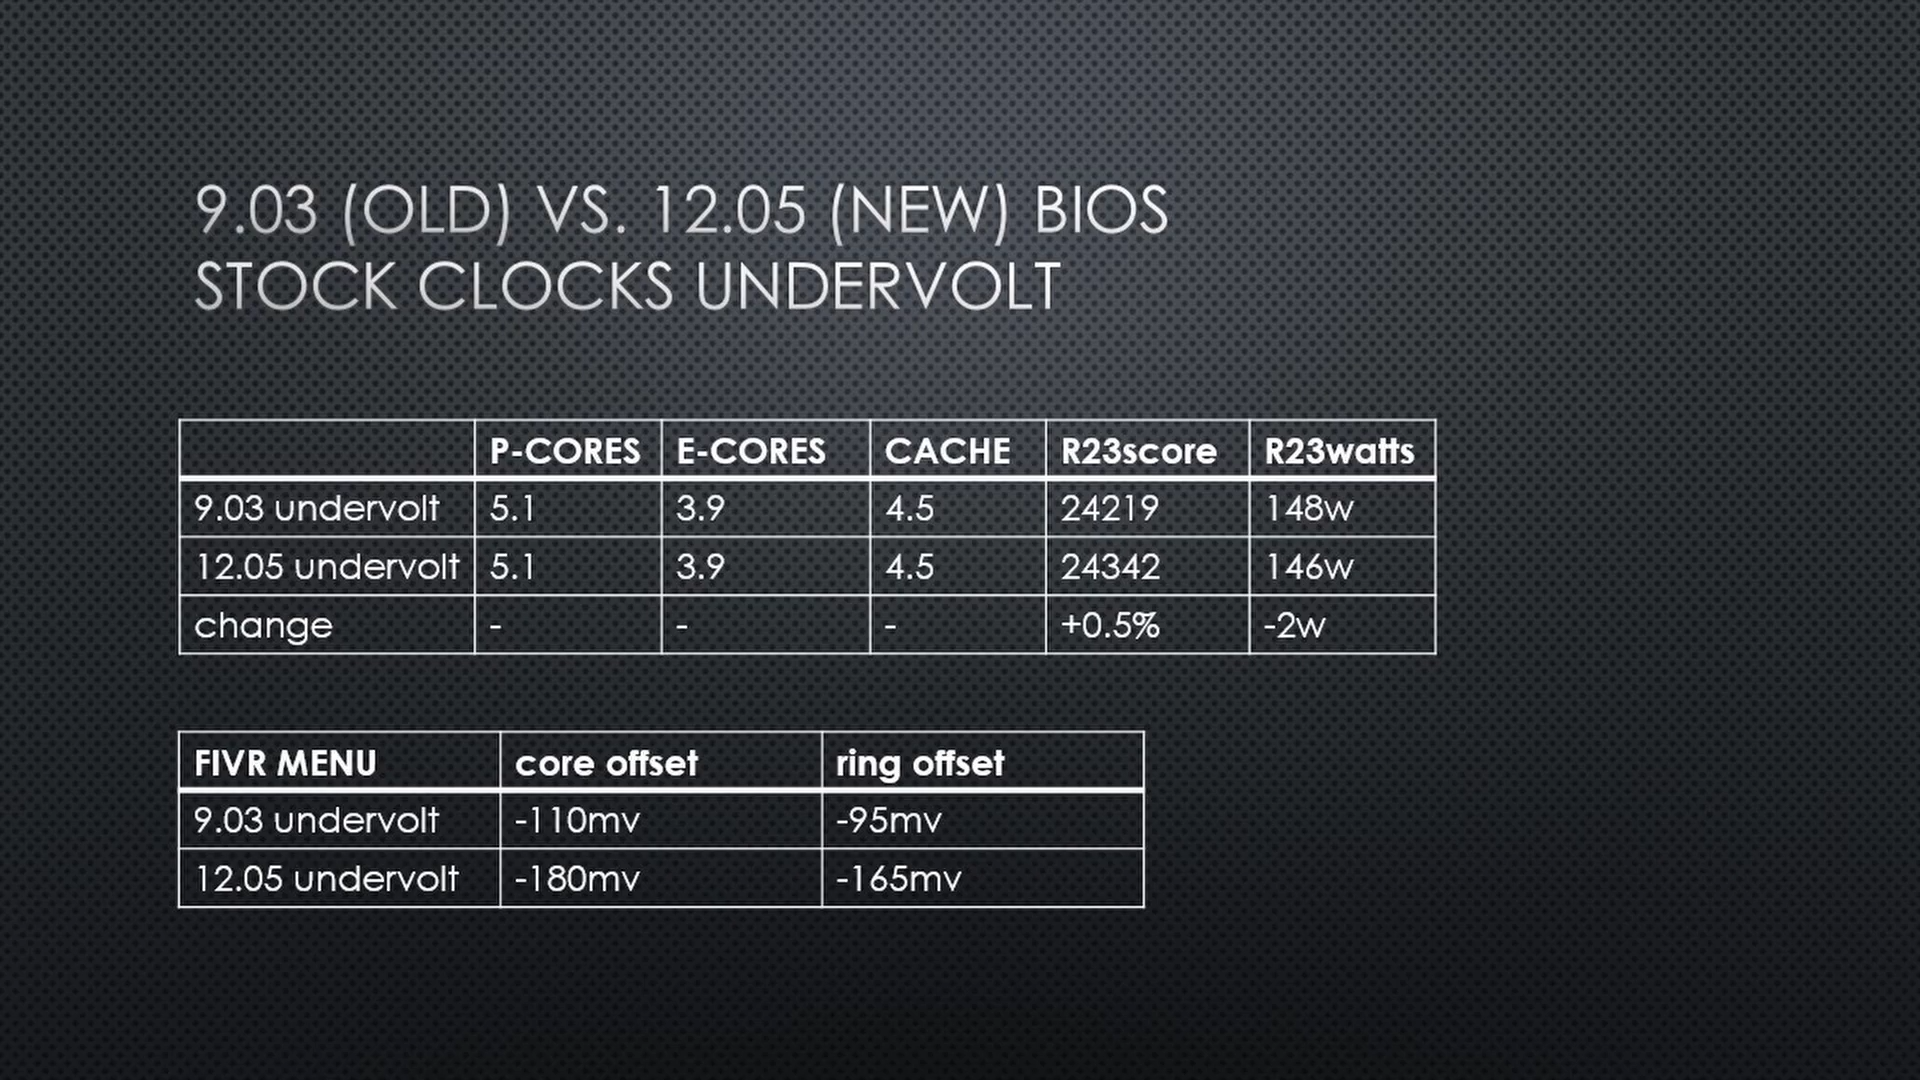 9.03 (OLD) VS. 12.05 (NEW) BIOS
STOCK CLOCKS UNDERVOLT
P-CORES E-CORES CACHE R23score R23watts
9.03 undervolt 5.1 3.9 4.5 24219 148w
12.05 undervolt 5.1 3.9 4.5 24342 146w
change - - - +0.5% -2w
FIVR MENU core offset ring offset
9.03 undervolt -110mv -95mv
12.05 undervolt -180mv -165mv